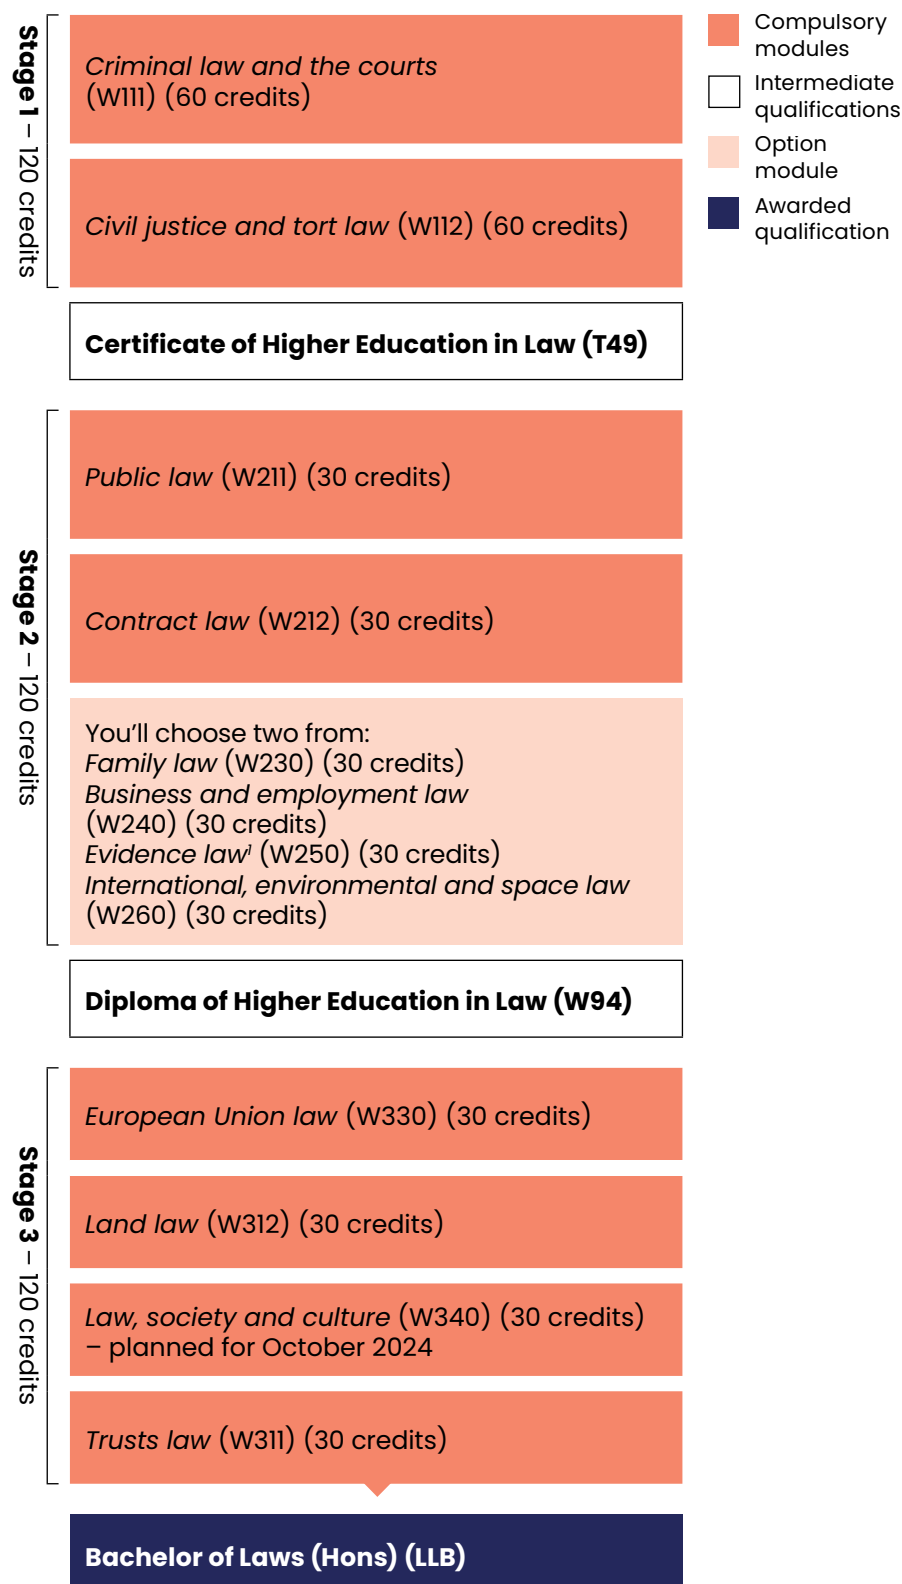 Stage 1 – 120 credits
Criminal law and the courts
(W111) (60 credits)
Civil justice and tort law (W112) (60 credits)
Certificate of Higher Education in Law (T49)
Stage 2 – 120 credits
Public law (W211) (30 credits)
Contract law (W212) (30 credits)
You'll choose two from:
Family law (W230) (30 credits)
Business and employment law
(W240) (30 credits)
Evidence law¹ (W250) (30 credits)
International, environmental and space law
(W260) (30 credits)
Diploma of Higher Education in Law (W94)
Stage 3 – 120 credits
European Union law (W330) (30 credits)
Land law (W312) (30 credits)
Law, society and culture (W340) (30 credits)
– planned for October 2024
Trusts law (W311) (30 credits)
Bachelor of Laws (Hons) (LLB)
Compulsory
modules
Intermediate
qualifications
Option
module
Awarded
qualification